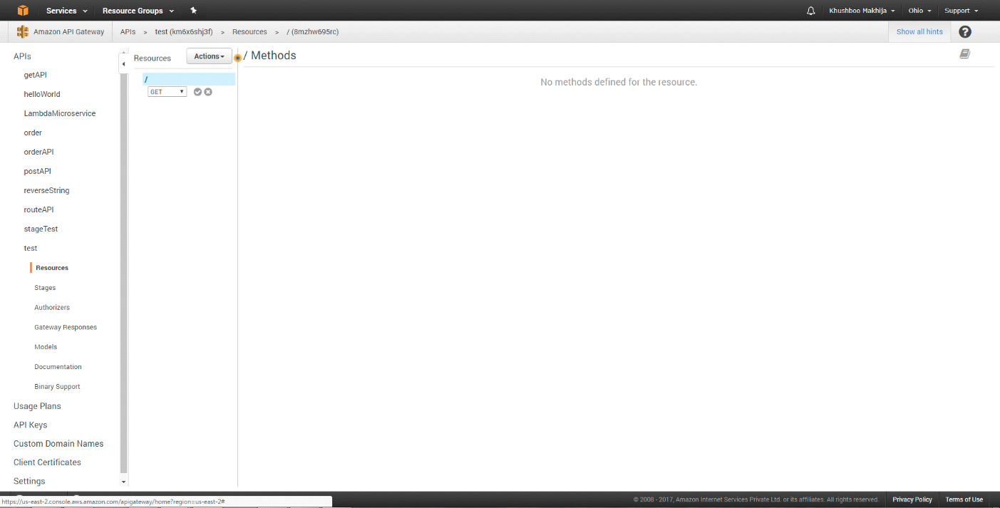 Services Resource Groups Khushboo Makhija Ohio Support
Amazon API Gateway APIs > test (km6x6shj3f) > Resources > / (8mzhw695rc) Show all hints ?
APIs
getAPI
helloWorld
LambdaMicroservice
order
orderAPI
postAPI
reverseString
routeAPI
stageTest
test
Resources
Stages
Authorizers
Gateway Responses
Models
Documentation
Binary Support
Usage Plans
API Keys
Custom Domain Names
Client Certificates
Settings
Resources Actions
/
GET
/ Methods
No methods defined for the resource.
https://us-east-2.console.aws.amazon.com/apigateway/home?region=us-east-2#
© 2008 - 2017, Amazon Internet Services Private Ltd. or its affiliates. All rights reserved. Privacy Policy Terms of Use